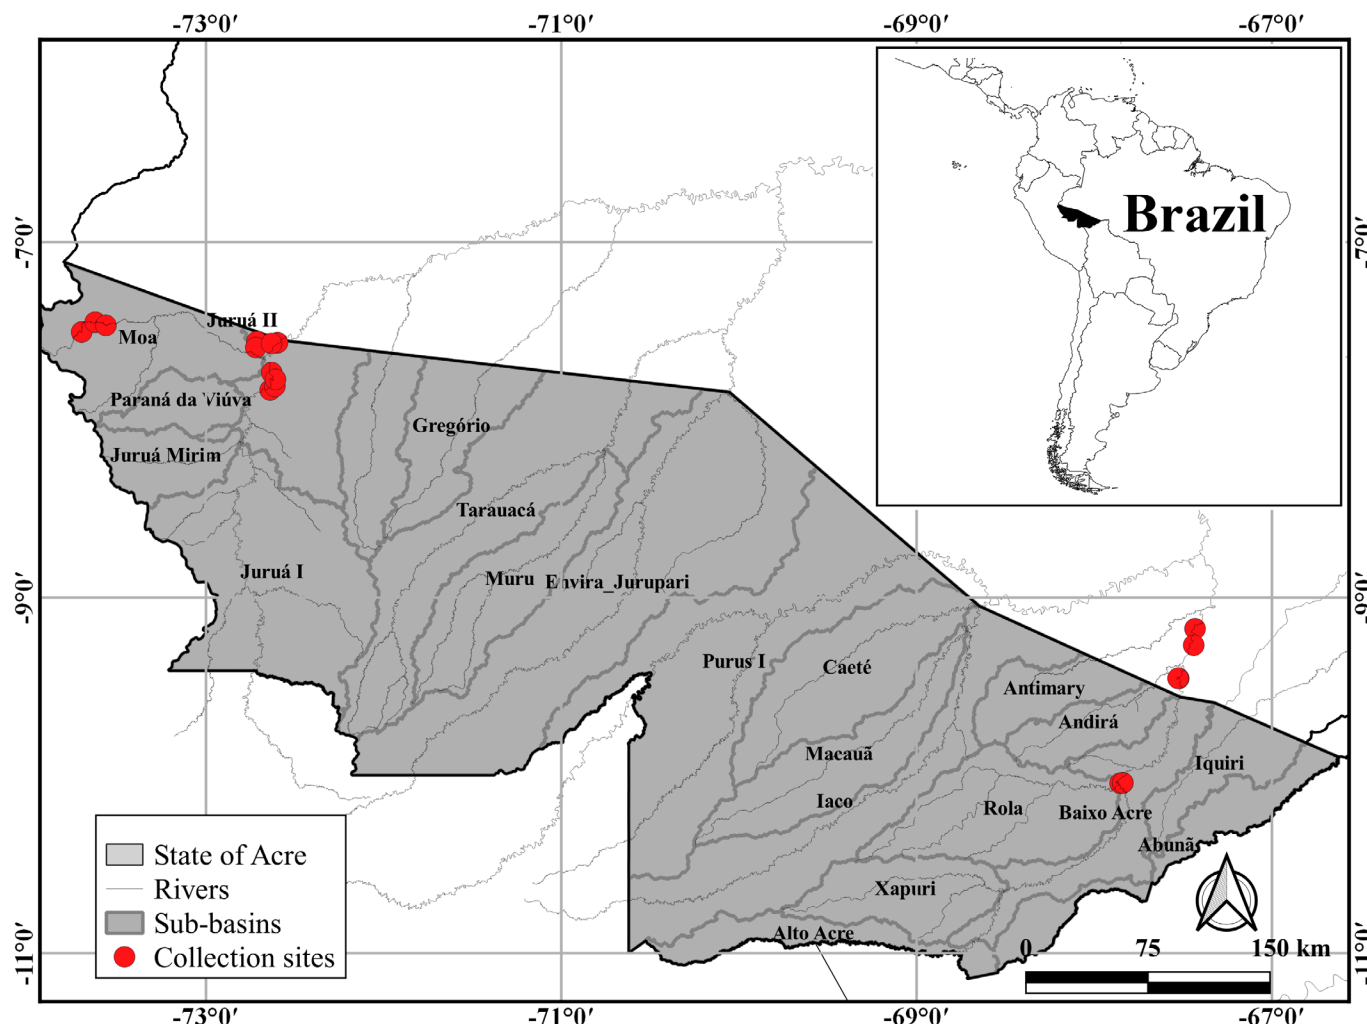 -73°0′ -71°0′ -69°0′ -67°0′
Brazil
-7°0′ -7°0′
Juruá II
Moa
Paraná da Viúva
Gregório
Juruá Mirim
Tarauacá
Juruá I
Muru Envira_Jurupari
-9°0′ -9°0′
Purus I
Caeté
Antimary
Andirá
Macauã
Iquiri
Iaco
Rola
Baixo Acre
Abunã
State of Acre
Rivers
Xapuri
Sub-basins
Alto Acre
Collection sites
0 75 150 km
-11°0′ -11°0′
-73°0′ -71°0′ -69°0′ -67°0′